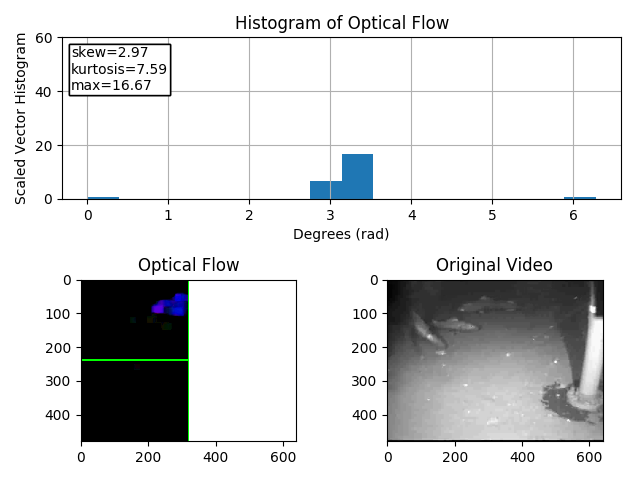 Histogram of Optical Flow
Scaled Vector Histogram
60
40
20
0
skew=2.97
kurtosis=7.59
max=16.67
0 1 2 3 4 5 6
Degrees (rad)
Optical Flow
0
100
200
300
400
0 200 400 600
Original Video
0
100
200
300
400
0 200 400 600